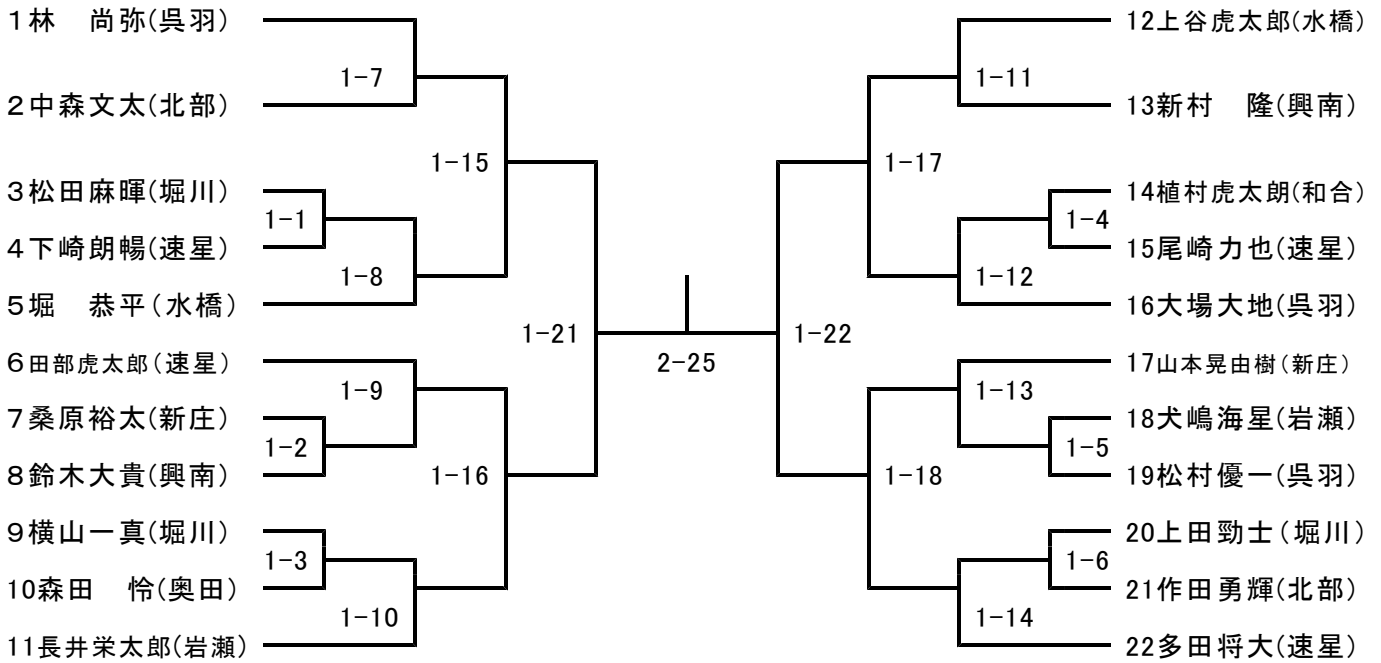 1林　尚弥(呉羽)
1-7
2中森文太(北部)
1-15
3松田麻暉(堀川)
1-1
4下崎朗暢(速星)
1-8
5堀　恭平(水橋)
1-21
6田部虎太郎(速星)
1-9
7桑原裕太(新庄)
1-2
8鈴木大貴(興南)
1-16
9横山一真(堀川)
1-3
10森田　怜(奥田)
1-10
11長井栄太郎(岩瀬)
2-25
12上谷虎太郎(水橋)
1-11
13新村　隆(興南)
1-17
14植村虎太朗(和合)
1-4
15尾崎力也(速星)
1-12
16大場大地(呉羽)
1-22
17山本晃由樹(新庄)
1-13
18犬嶋海星(岩瀬)
1-5
19松村優一(呉羽)
1-18
20上田勁士(堀川)
1-6
21作田勇輝(北部)
1-14
22多田将大(速星)